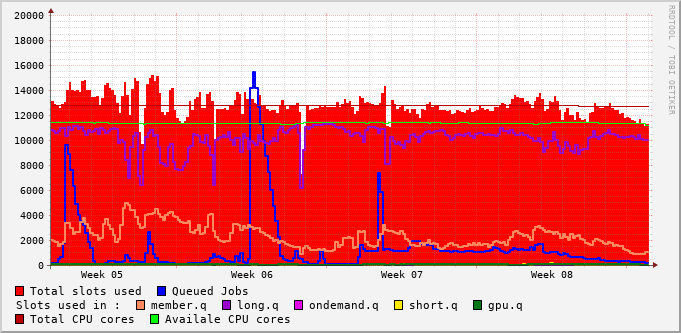 RRDTOOL / TOBI OETIKER
20000
18000
16000
14000
12000
10000
8000
6000
4000
2000
0
Week 05 Week 06 Week 07 Week 08
Total slots used Queued Jobs
Slots used in : member.q long.q ondemand.q short.q gpu.q
Total CPU cores Availale CPU cores